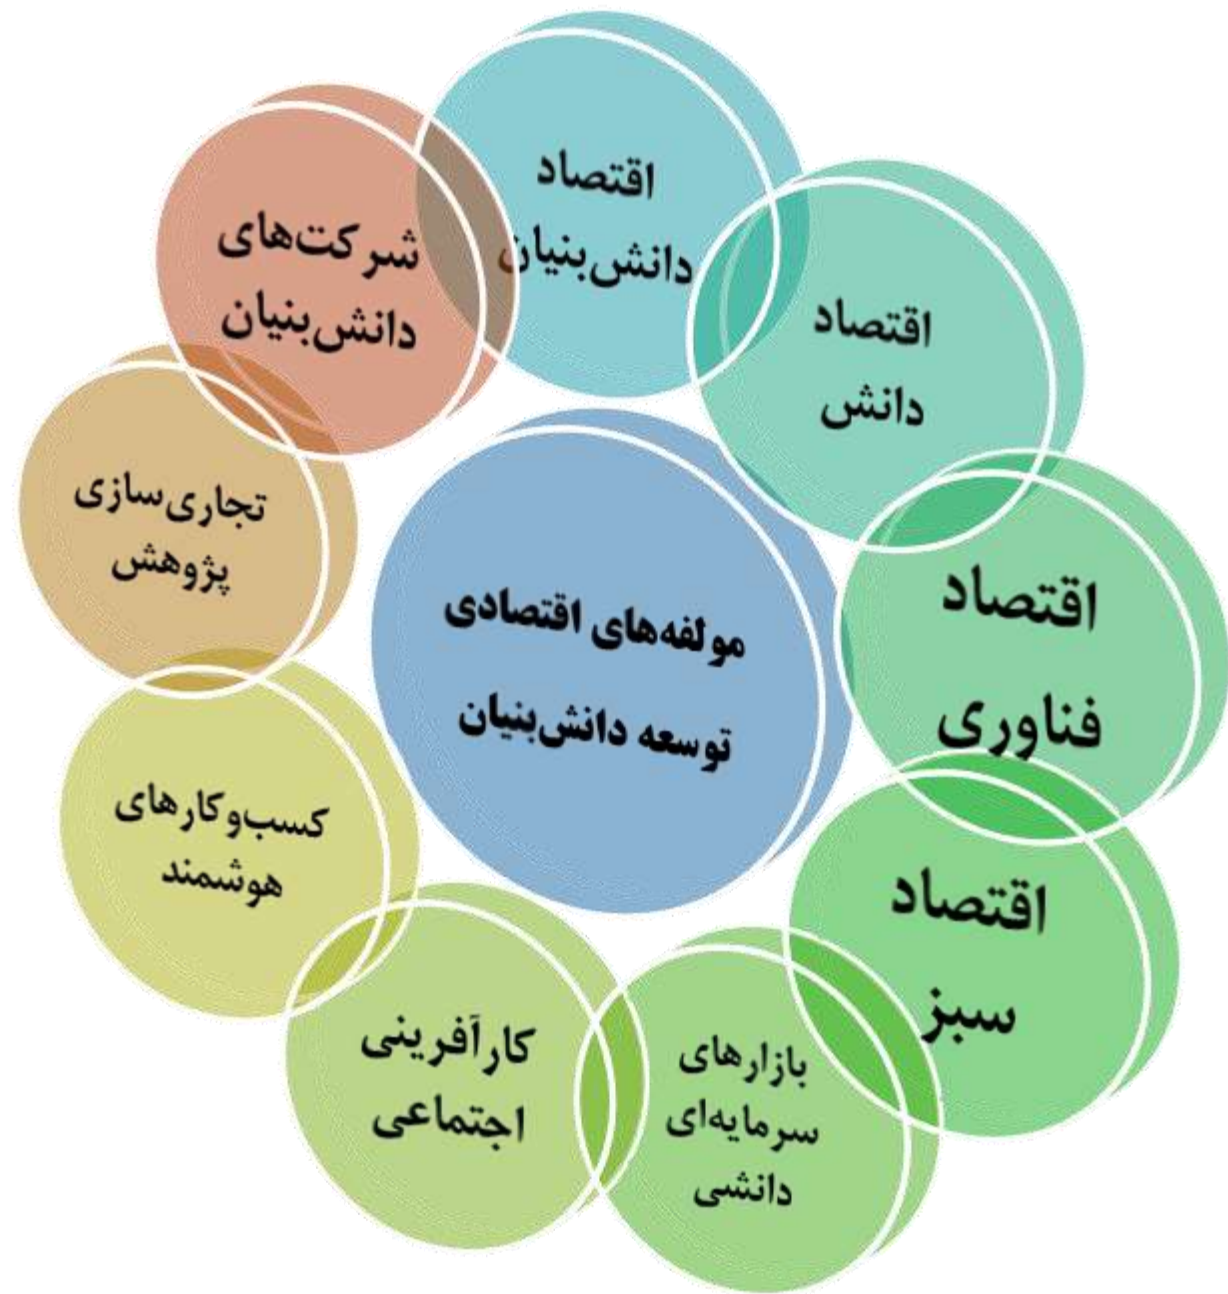 مولفه‌های اقتصادی
توسعه دانش‌بنیان
اقتصاد
دانش‌بنیان
اقتصاد
دانش
اقتصاد
فناوری
اقتصاد
سبز
بازارهای
سرمایه‌ای
دانشی
کارآفرینی
اجتماعی
کسب‌وکارهای
هوشمند
تجاری‌سازی
پژوهش
شرکت‌های
دانش‌بنیان